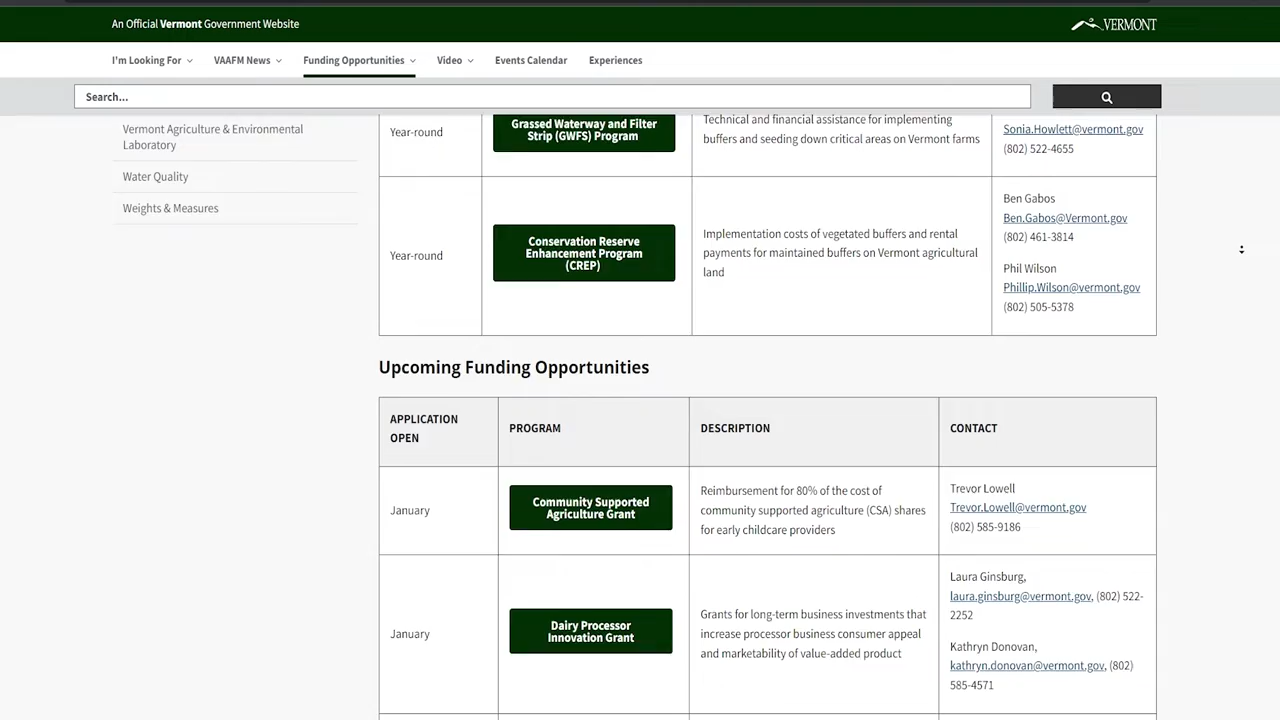 An Official Vermont Government Website
VERMONT
I'm Looking For
VAAFM News
Funding Opportunities
Video
Events Calendar
Experiences
Search...
Vermont Agriculture & Environmental
Laboratory
Water Quality
Weights & Measures
Year-round
Grassed Waterway and Filter
Strip (GWFS) Program
Technical and financial assistance for implementing
buffers and seeding down critical areas on Vermont farms
Sonia.Howlett@vermont.gov
(802) 522-4655
Year-round
Conservation Reserve
Enhancement Program
(CREP)
Implementation costs of vegetated buffers and rental
payments for maintained buffers on Vermont agricultural
land
Ben Gabos
Ben.Gabos@Vermont.gov
(802) 461-3814
Phil Wilson
Phillip.Wilson@vermont.gov
(802) 505-5378
Upcoming Funding Opportunities
APPLICATION
OPEN
PROGRAM
DESCRIPTION
CONTACT
January
Community Supported
Agriculture Grant
Reimbursement for 80% of the cost of
community supported agriculture (CSA) shares
for early childcare providers
Trevor Lowell
Trevor.Lowell@vermont.gov
(802) 585-9186
January
Dairy Processor
Innovation Grant
Grants for long-term business investments that
increase processor business consumer appeal
and marketability of value-added product
Laura Ginsburg,
laura.ginsburg@vermont.gov, (802) 522-
2252
Kathryn Donovan,
kathryn.donovan@vermont.gov, (802)
585-4571